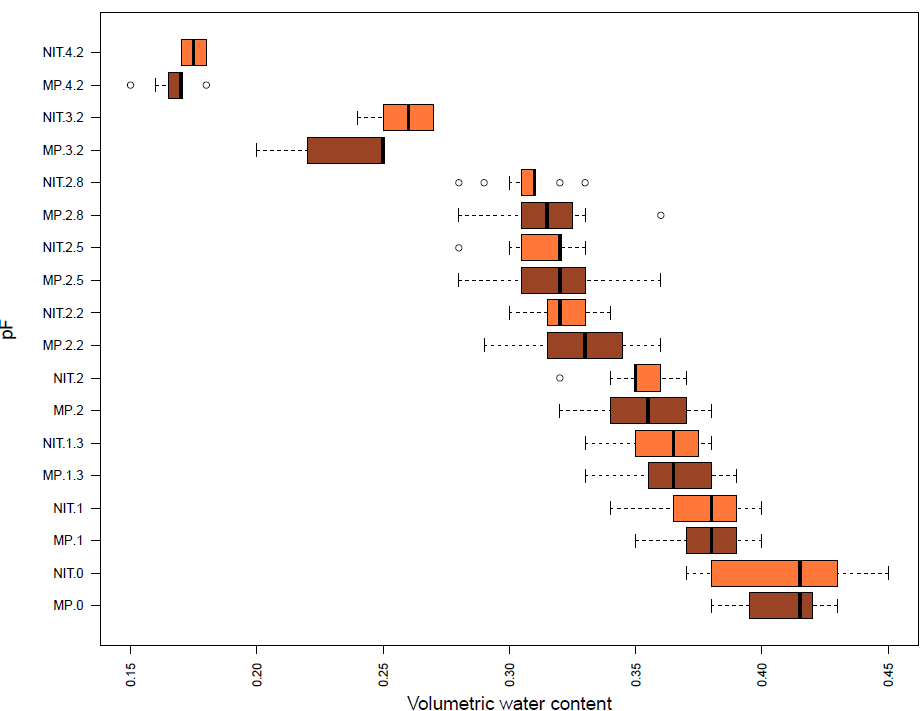 NIT.4.2
MP.4.2
NIT.3.2
MP.3.2
NIT.2.8
MP.2.8
NIT.2.5
MP.2.5
NIT.2.2
MP.2.2
NIT.2
MP.2
NIT.1.3
MP.1.3
NIT.1
MP.1
NIT.0
MP.0
pF
0.15
0.20
0.25
0.30
0.35
0.40
0.45
Volumetric water content